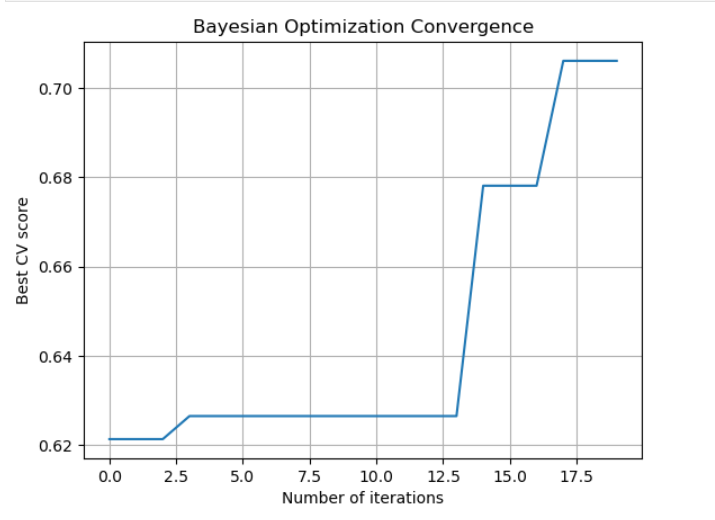 Bayesian Optimization Convergence
0.70
0.68
0.66
0.64
0.62
Best CV score
0.0 2.5 5.0 7.5 10.0 12.5 15.0 17.5
Number of iterations